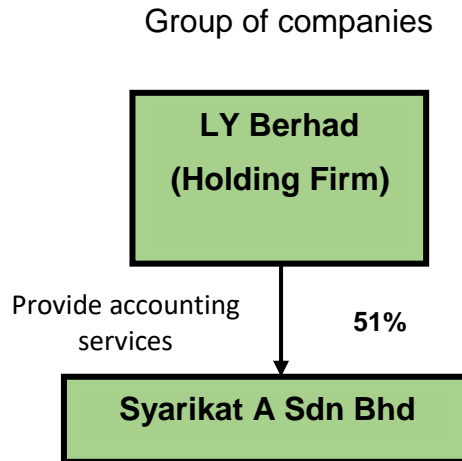 Group of companies
LY Berhad
(Holding Firm)
Provide accounting
services
51%
Syarikat A Sdn Bhd